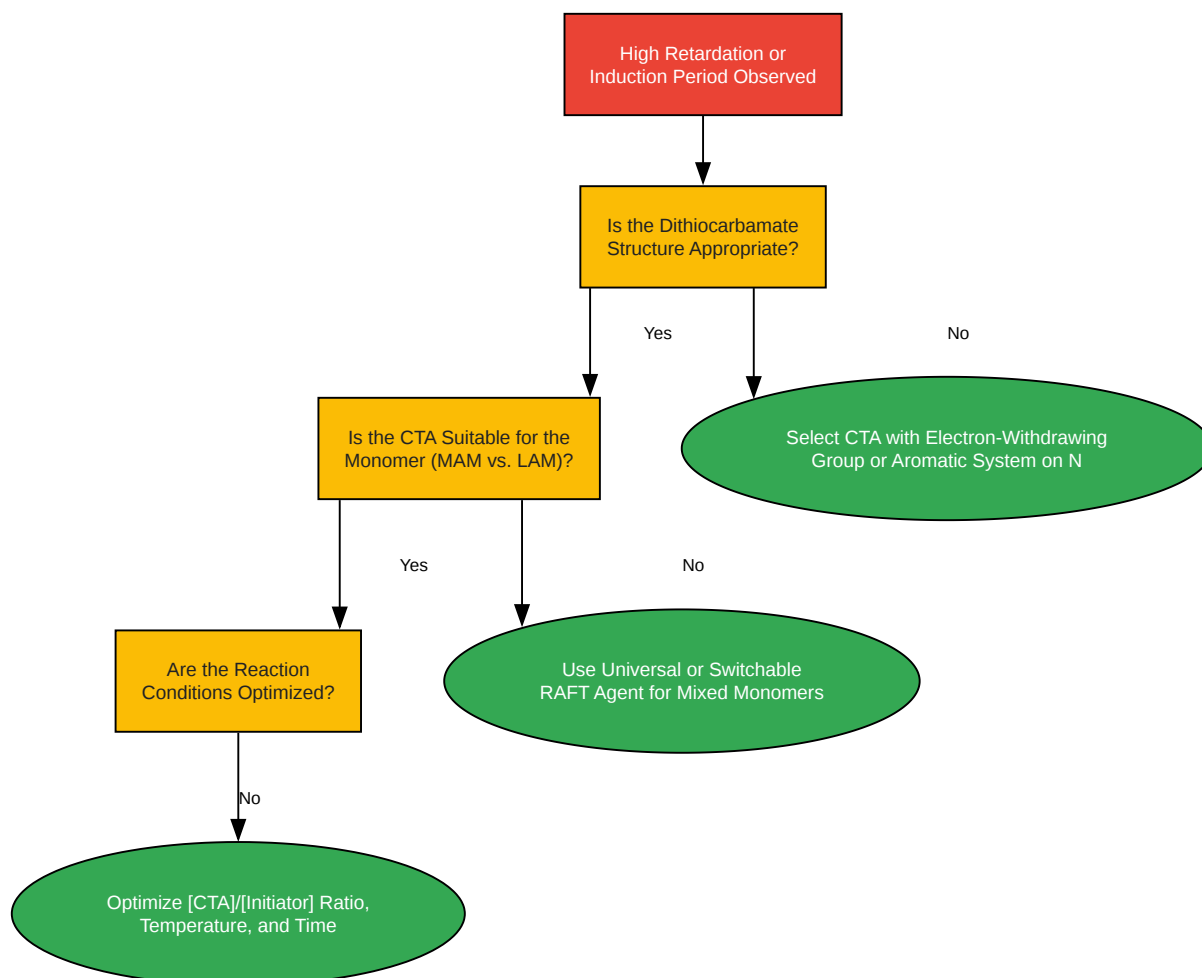 High Retardation or
Induction Period Observed
Is the Dithiocarbamate
Structure Appropriate?
Yes
No
Is the CTA Suitable for the
Monomer (MAM vs. LAM)?
Select CTA with Electron-Withdrawing
Group or Aromatic System on N
Yes
No
Are the Reaction
Conditions Optimized?
Use Universal or Switchable
RAFT Agent for Mixed Monomers
No
Optimize [CTA]/[Initiator] Ratio,
Temperature, and Time